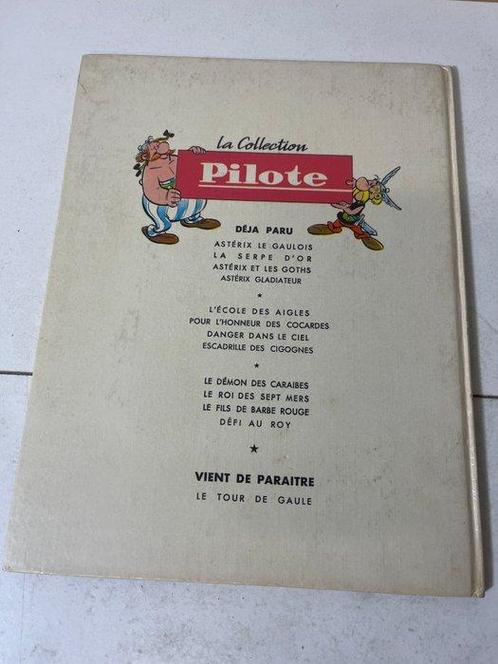 la Collection
Pilote
DÉJA PARU
ASTÉRIX LE GAULOIS
LA SERPE D'OR
ASTÉRIX ET LES GOTHS
ASTÉRIX GLADIATEUR
*
L'ÉCOLE DES AIGLES
POUR L'HONNEUR DES COCARDES
DANGER DANS LE CIEL
ESCADRILLE DES CIGOGNES
*
LE DÉMON DES CARAIBES
LE ROI DES SEPT MERS
LE FILS DE BARBE ROUGE
DÉFI AU ROY
*
VIENT DE PARAITRE
LE TOUR DE GAULE